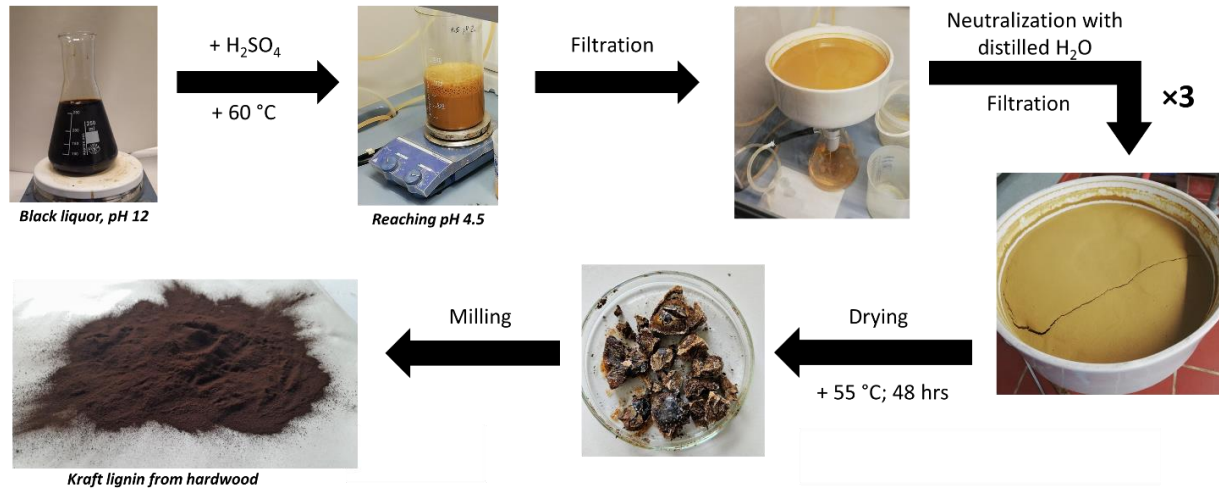 + H₂SO₄
+ 60 °C
Black liquor, pH 12
Reaching pH 4.5
Filtration
Neutralization with
distilled H₂O
Filtration
×3
Drying
+ 55 °C; 48 hrs
Milling
Kraft lignin from hardwood